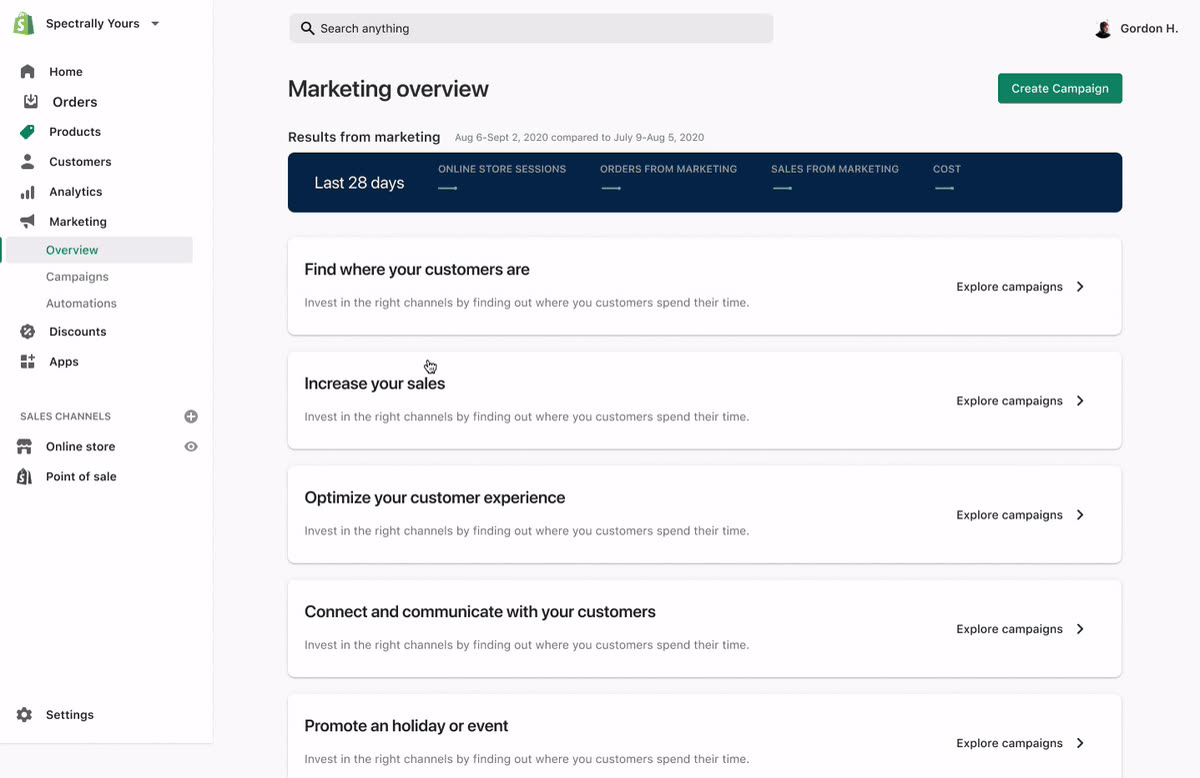 Spectrally Yours
Search anything
Gordon H.
Home
Orders
Products
Customers
Analytics
Marketing
Overview
Campaigns
Automations
Discounts
Apps
SALES CHANNELS
Online store
Point of sale
Settings
Marketing overview
Create Campaign
Results from marketing Aug 6-Sept 2, 2020 compared to July 9-Aug 5, 2020
Last 28 days
ONLINE STORE SESSIONS
ORDERS FROM MARKETING
SALES FROM MARKETING
COST
Find where your customers are
Invest in the right channels by finding out where you customers spend their time.
Explore campaigns
Increase your sales
Invest in the right channels by finding out where you customers spend their time.
Explore campaigns
Optimize your customer experience
Invest in the right channels by finding out where you customers spend their time.
Explore campaigns
Connect and communicate with your customers
Invest in the right channels by finding out where you customers spend their time.
Explore campaigns
Promote an holiday or event
Invest in the right channels by finding out where you customers spend their time.
Explore campaigns